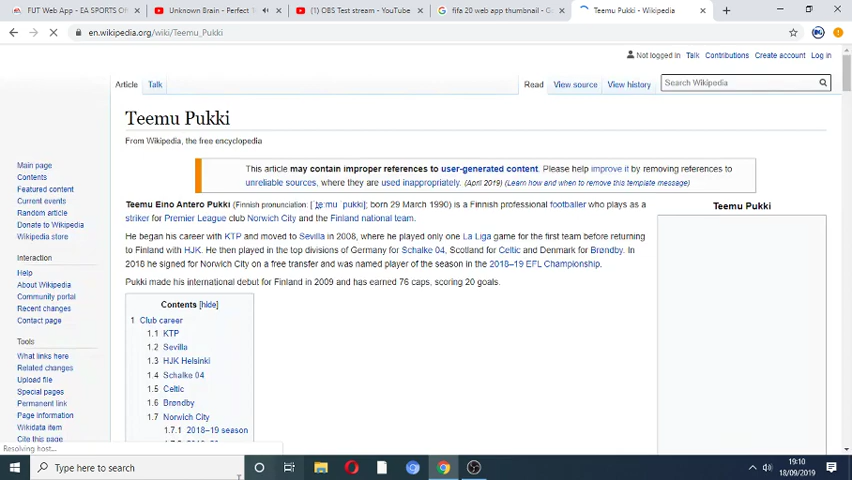 FUT Web App - EA SPORTS Of
Unknown Brain - Perfect
(1) OBS Test stream - YouTube
fifa 20 web app thumbnail - G
Teemu Pukki - Wikipedia
en.wikipedia.org/wiki/Teemu_Pukki
Not logged in Talk Contributions Create account Log in
Article Talk Read View source View history Search Wikipedia
Teemu Pukki
From Wikipedia, the free encyclopedia
This article may contain improper references to user-generated content. Please help improve it by removing references to
unreliable sources, where they are used inappropriately. (April 2019) (Learn how and when to remove this template message)
Teemu Eino Antero Pukki (Finnish pronunciation: [ˈteːmu ˈpukːi]; born 29 March 1990) is a Finnish professional footballer who plays as a
striker for Premier League club Norwich City and the Finland national team.
He began his career with KTP and moved to Sevilla in 2008, where he played only one La Liga game for the first team before returning
to Finland with HJK. He then played in the top divisions of Germany for Schalke 04, Scotland for Celtic and Denmark for Brøndby. In
2018 he signed for Norwich City on a free transfer and was named player of the season in the 2018–19 EFL Championship.
Pukki made his international debut for Finland in 2009 and has earned 76 caps, scoring 20 goals.
Teemu Pukki
Contents [hide]
1 Club career
1.1 KTP
1.2 Sevilla
1.3 HJK Helsinki
1.4 Schalke 04
1.5 Celtic
1.6 Brøndby
1.7 Norwich City
1.7.1 2018–19 season
Main page
Contents
Featured content
Current events
Random article
Donate to Wikipedia
Wikipedia store
Interaction
Help
About Wikipedia
Community portal
Recent changes
Contact page
Tools
What links here
Related changes
Upload file
Special pages
Permanent link
Page information
Wikidata item
Cite this page
Resolving host...
Type here to search
19:10
18/09/2019